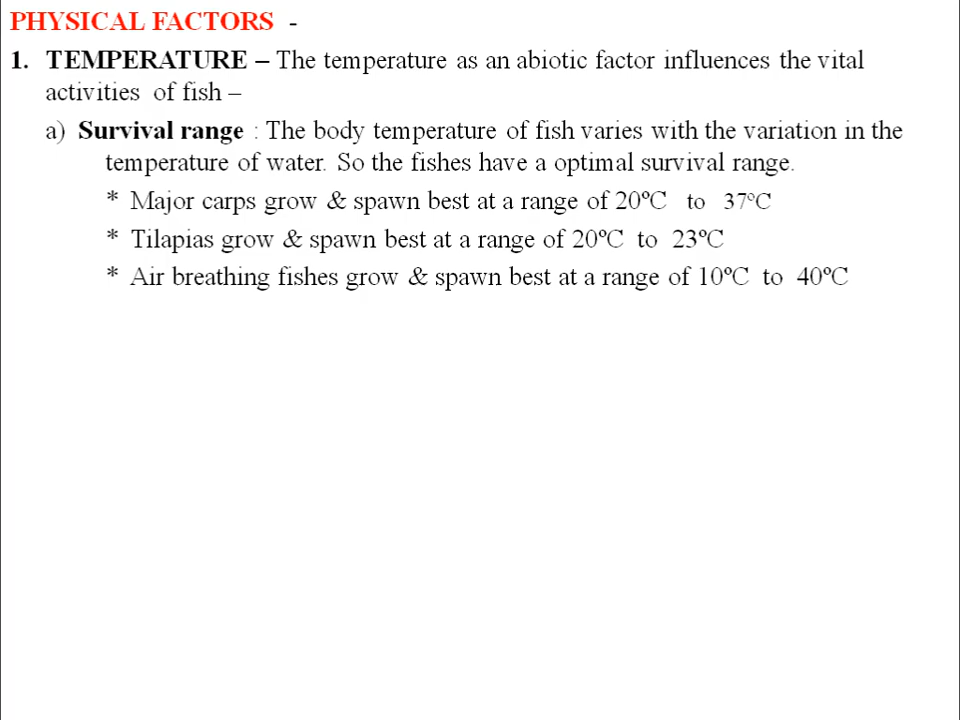 PHYSICAL FACTORS -
1. TEMPERATURE – The temperature as an abiotic factor influences the vital
activities of fish –
a) Survival range : The body temperature of fish varies with the variation in the
temperature of water. So the fishes have a optimal survival range.
* Major carps grow & spawn best at a range of 20ºC to 37ºC
* Tilapias grow & spawn best at a range of 20ºC to 23ºC
* Air breathing fishes grow & spawn best at a range of 10ºC to 40ºC